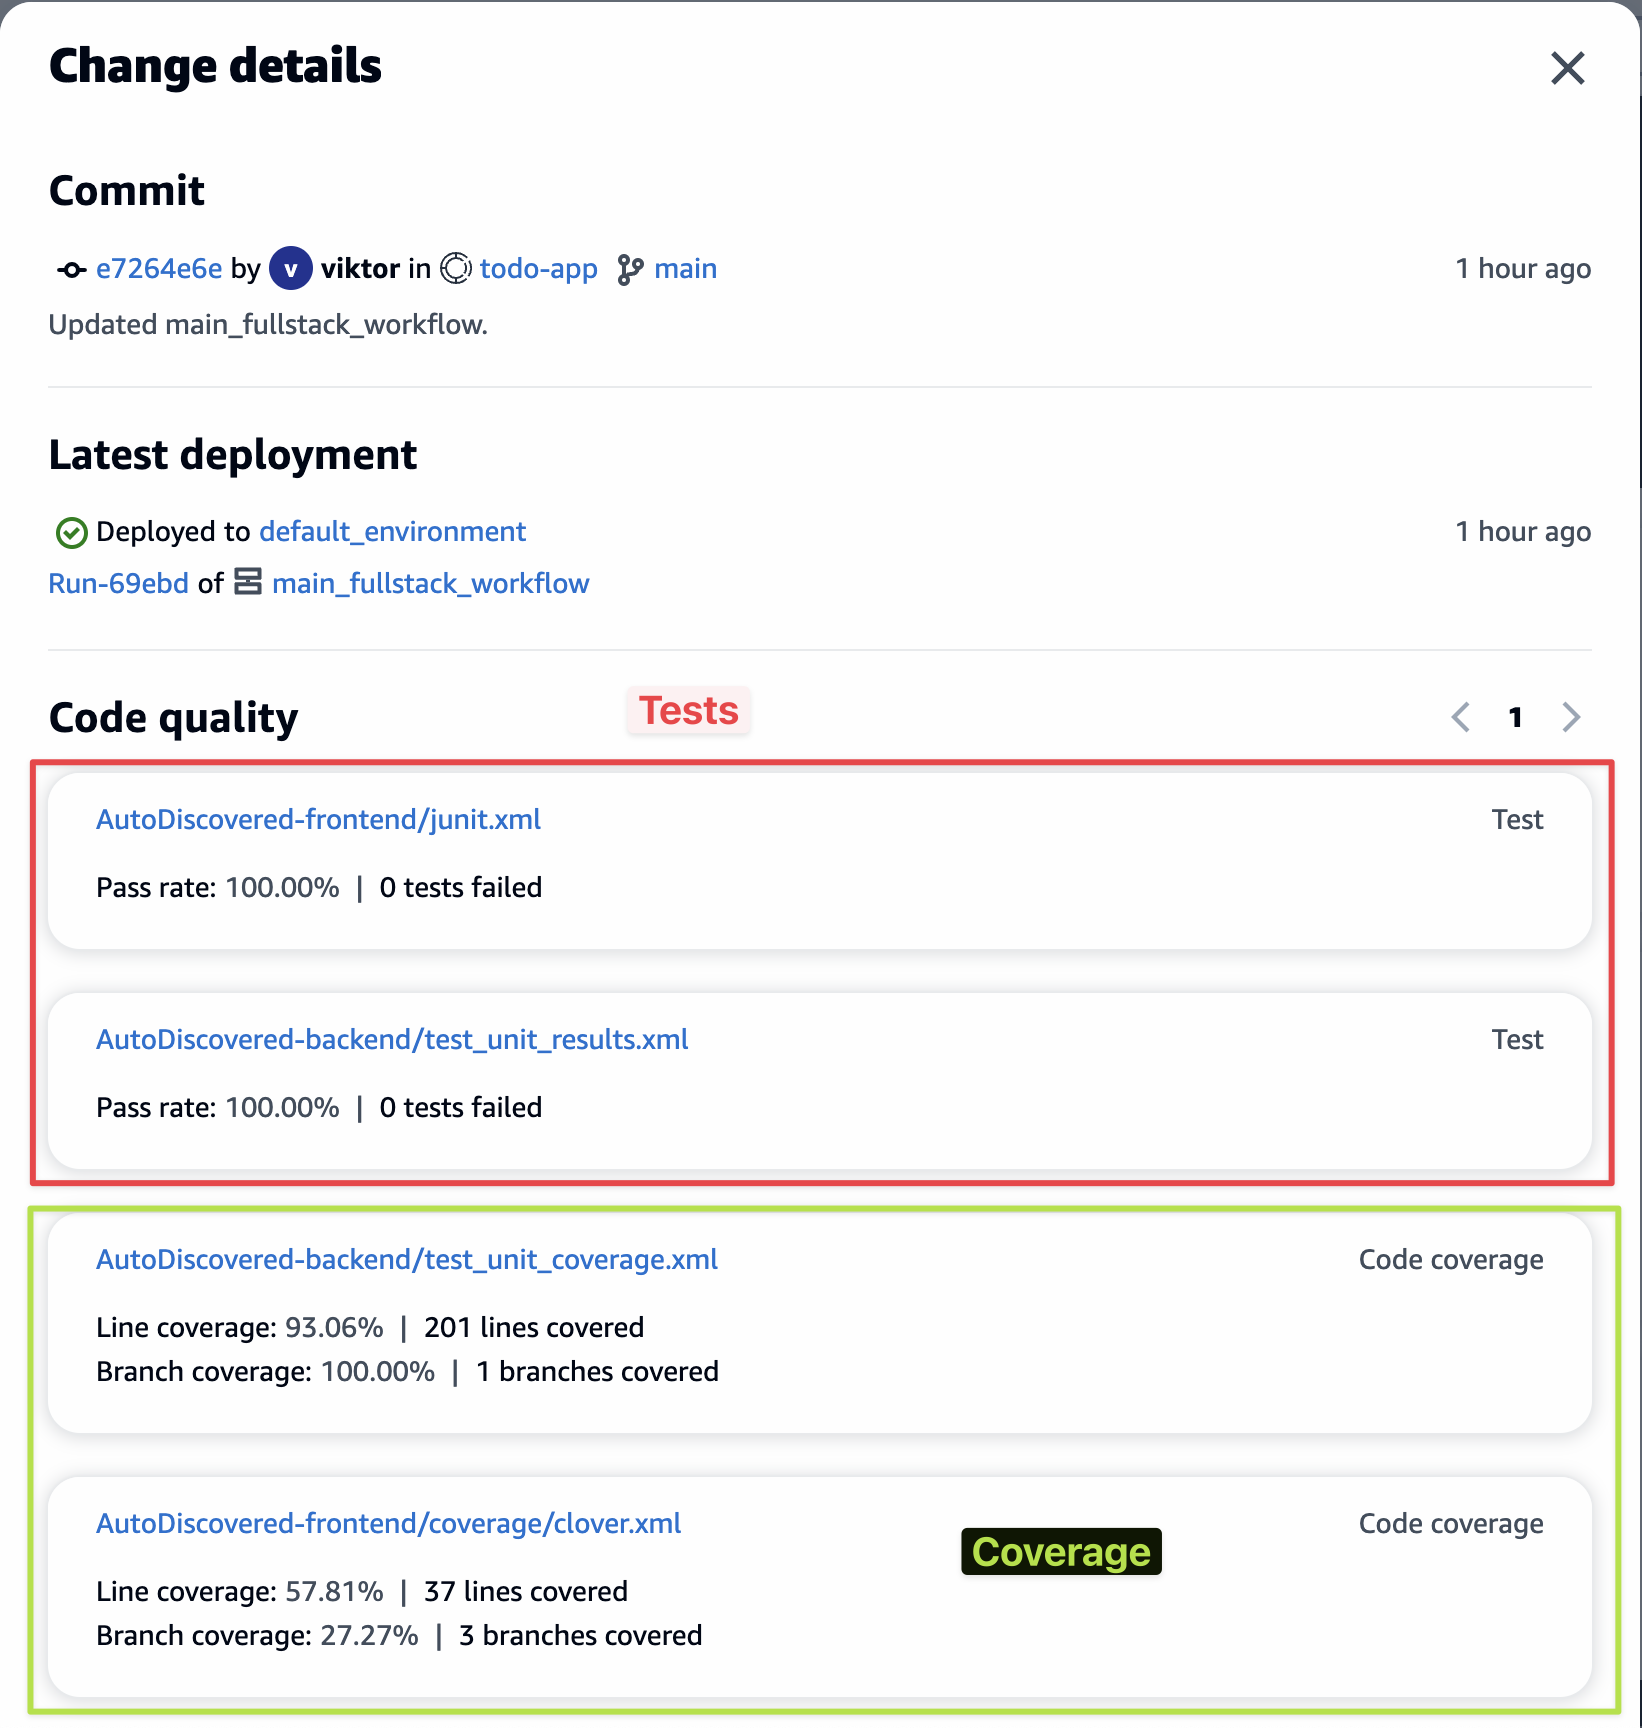 Change details
Commit
e7264e6e by v viktor in todo-app main 1 hour ago
Updated main_fullstack_workflow.
Latest deployment
Deployed to default_environment 1 hour ago
Run-69ebd of main_fullstack_workflow
Code quality Tests 1
AutoDiscovered-frontend/junit.xml Test
Pass rate: 100.00% | 0 tests failed
AutoDiscovered-backend/test_unit_results.xml Test
Pass rate: 100.00% | 0 tests failed
AutoDiscovered-backend/test_unit_coverage.xml Code coverage
Line coverage: 93.06% | 201 lines covered
Branch coverage: 100.00% | 1 branches covered
AutoDiscovered-frontend/coverage/clover.xml Code coverage
Coverage
Line coverage: 57.81% | 37 lines covered
Branch coverage: 27.27% | 3 branches covered